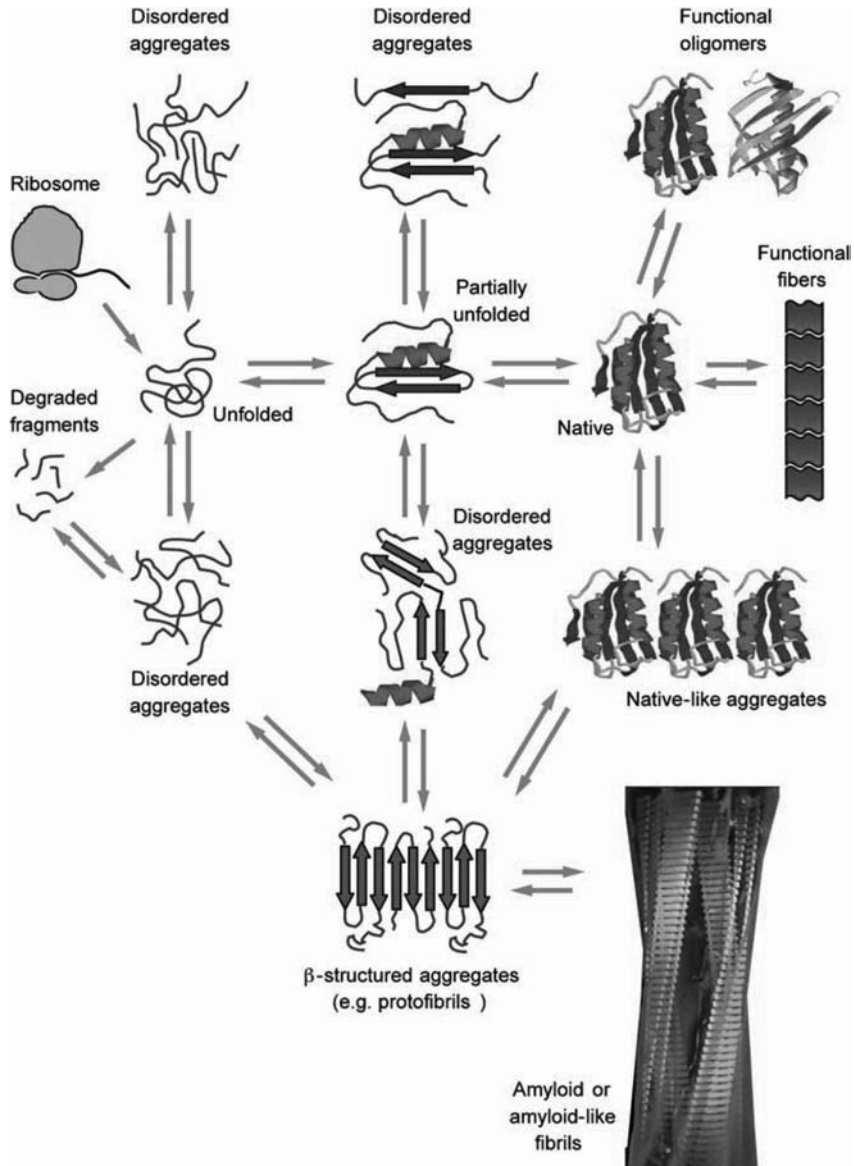 Disordered
aggregates
Disordered
aggregates
Functional
oligomers
Ribosome
Functional
fibers
Partially
unfolded
Degraded
fragments
Unfolded
Native
Disordered
aggregates
Disordered
aggregates
Native-like aggregates
β-structured aggregates
(e.g. protofibrils )
Amyloid or
amyloid-like
fibrils